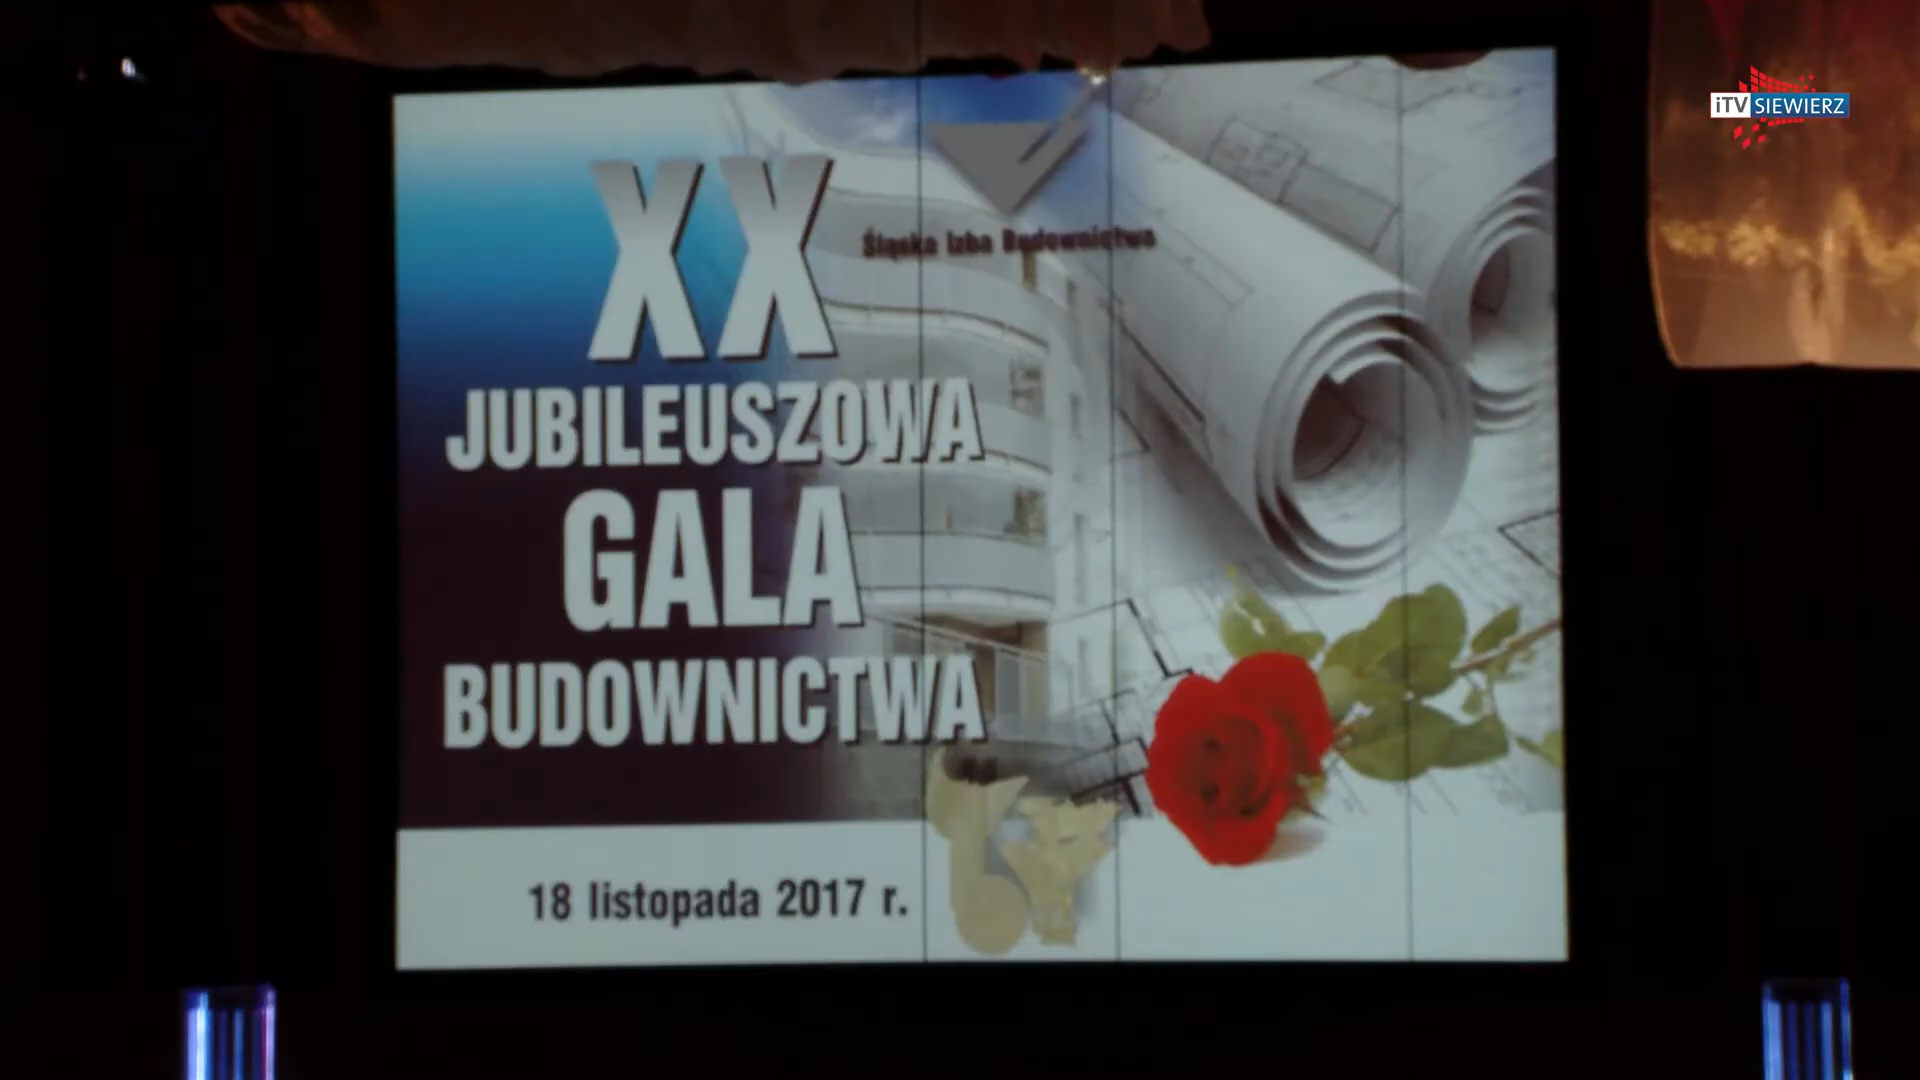 iTV SIEWIERZ
XX
Śląska Izba Budownictwa
JUBILEUSZOWA
GALA
BUDOWNICTWA
18 listopada 2017 r.